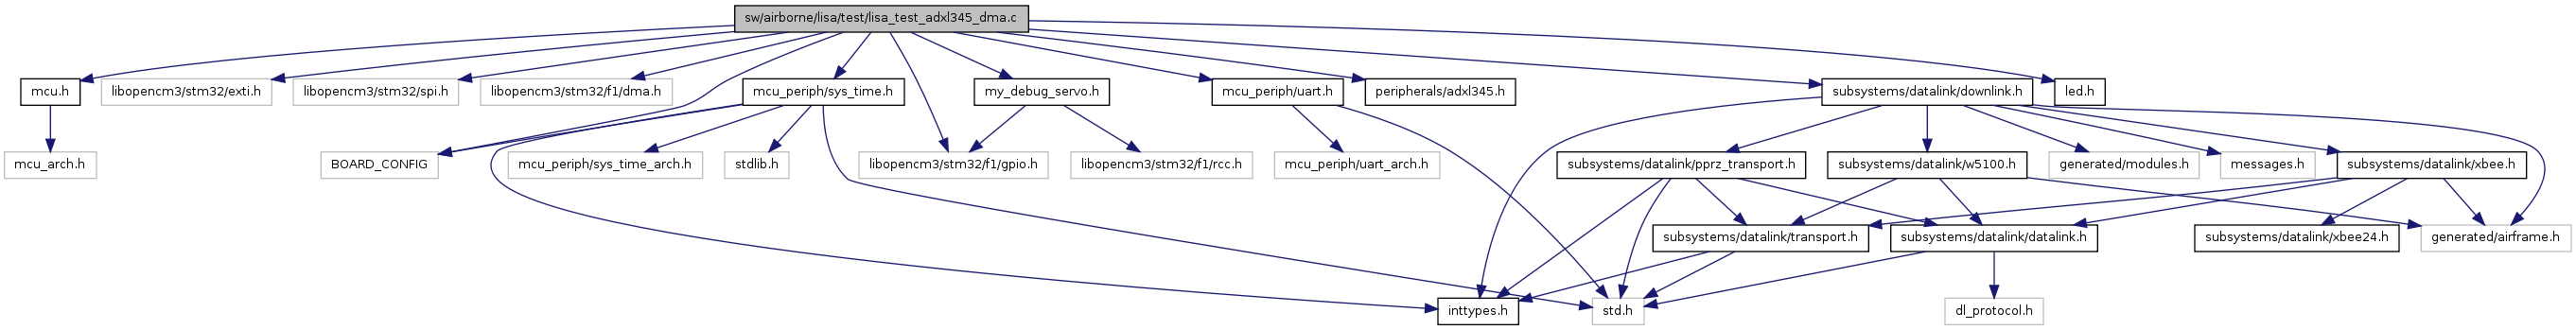 sw/airborne/lisa/test/lisa_test_adxl345_dma.c
mcu.h
libopencm3/stm32/exti.h
libopencm3/stm32/spi.h
libopencm3/stm32/f1/dma.h
mcu_periph/sys_time.h
my_debug_servo.h
mcu_periph/uart.h
peripherals/adxl345.h
subsystems/datalink/downlink.h
led.h
mcu_arch.h
BOARD_CONFIG
mcu_periph/sys_time_arch.h
stdlib.h
libopencm3/stm32/f1/gpio.h
libopencm3/stm32/f1/rcc.h
mcu_periph/uart_arch.h
subsystems/datalink/pprz_transport.h
subsystems/datalink/w5100.h
generated/modules.h
messages.h
subsystems/datalink/xbee.h
subsystems/datalink/transport.h
subsystems/datalink/datalink.h
subsystems/datalink/xbee24.h
generated/airframe.h
inttypes.h
std.h
dl_protocol.h